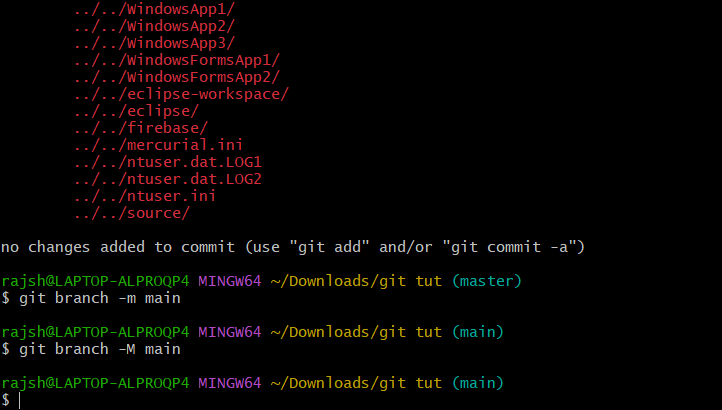 ../../WindowsApp1/
../../WindowsApp2/
../../WindowsApp3/
../../WindowsFormsApp1/
../../WindowsFormsApp2/
../../eclipse-workspace/
../../eclipse/
../../firebase/
../../mercurial.ini
../../ntuser.dat.LOG1
../../ntuser.dat.LOG2
../../ntuser.ini
../../source/
no changes added to commit (use "git add" and/or "git commit -a")
rajsh@LAPTOP-ALPROQP4 MINGW64 ~/Downloads/git tut (master)
$ git branch -m main
rajsh@LAPTOP-ALPROQP4 MINGW64 ~/Downloads/git tut (main)
$ git branch -M main
rajsh@LAPTOP-ALPROQP4 MINGW64 ~/Downloads/git tut (main)
$